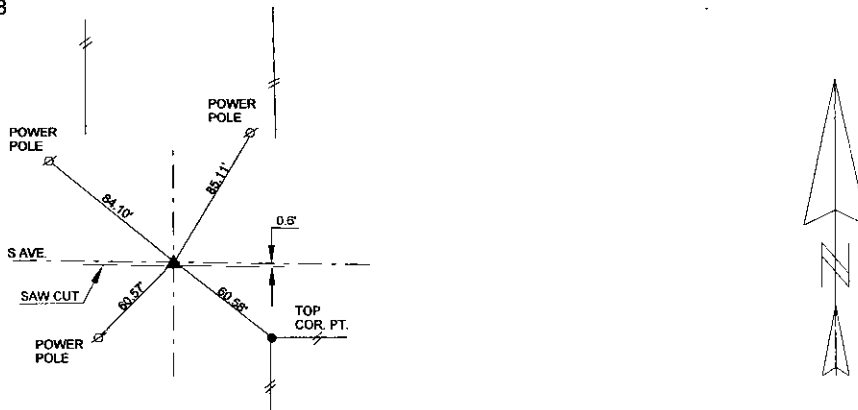 POWER
POLE
POWER
POLE
84.10'
85.11'
0.6'
S AVE.
SAW CUT
60.57'
60.58'
TOP
COR. PT.
POWER
POLE
N